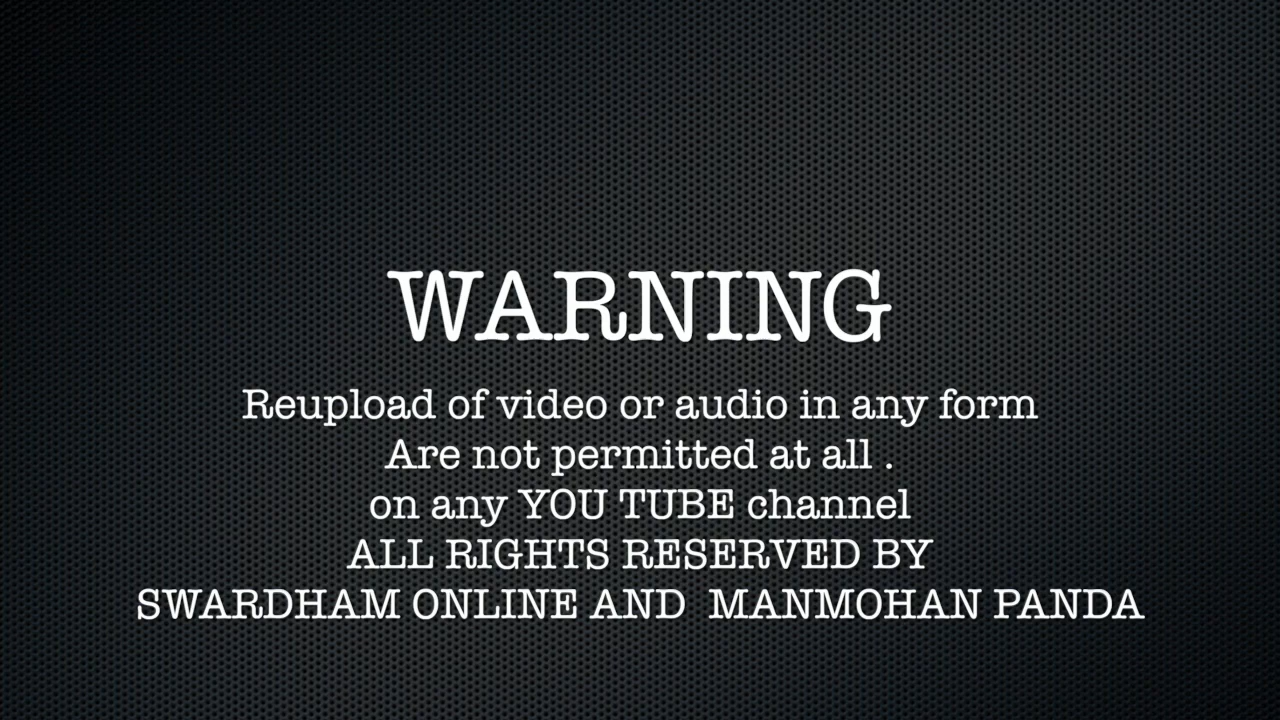 WARNING
Reupload of video or audio in any form
Are not permitted at all .
on any YOU TUBE channel
ALL RIGHTS RESERVED BY
SWARDHAM ONLINE AND  MANMOHAN PANDA